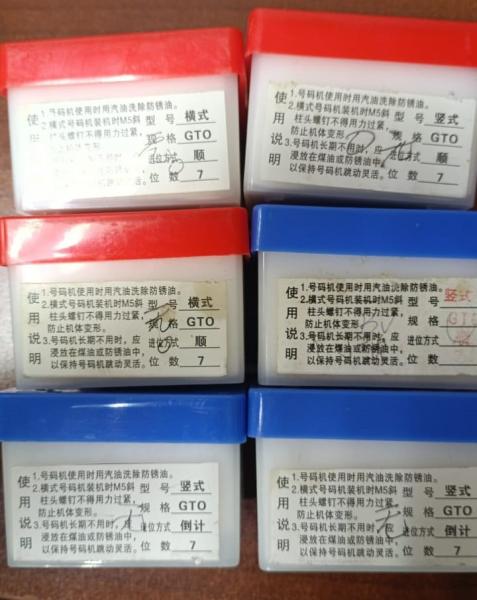 使用说明
1.号码机使用时用汽油洗除防锈油。
2.横式号码机装机时M5斜 型号 横式
柱头螺钉不得用力过紧, 规格 GTO
防止机体变形。
3.号码机长期不用时,应 进位方式 顺
浸放在煤油或防锈油中,
以保持号码机跳动灵活。 位数 7
使用说明
1.号码机使用时用汽油洗除防锈油。
2.横式号码机装机时M5斜 型号 竖式
柱头螺钉不得用力过紧, 规格 GTO
防止机体变形。
3.号码机长期不用时,应 进位方式 顺
浸放在煤油或防锈油中,
以保持号码机跳动灵活。 位数 7
使用说明
1.号码机使用时用汽油洗除防锈油。
2.横式号码机装机时M5斜 型号 横式
柱头螺钉不得用力过紧, 规格 GTO
防止机体变形。
3.号码机长期不用时,应 进位方式 顺
浸放在煤油或防锈油中,
以保持号码机跳动灵活。 位数 7
使用说明
1.号码机使用时用汽油洗除防锈油。
2.横式号码机装机时M5斜 型号 竖式
柱头螺钉不得用力过紧, 规格
防止机体变形。
3.号码机长期不用时,应 进位方式
浸放在煤油或防锈油中,
以保持号码机跳动灵活。 位数
使用说明
1.号码机使用时用汽油洗除防锈油。
2.横式号码机装机时M5斜 型号 竖式
柱头螺钉不得用力过紧, 规格 GTO
防止机体变形。
3.号码机长期不用时,应 进位方式 倒计
浸放在煤油或防锈油中,
以保持号码机跳动灵活。 位数 7
使用说明
1.号码机使用时用汽油洗除防锈油。
2.横式号码机装机时M5斜 型号 竖式
柱头螺钉不得用力过紧, 规格 GTO
防止机体变形。
3.号码机长期不用时,应 进位方式 倒计
浸放在煤油或防锈油中,
以保持号码机跳动灵活。 位数 7